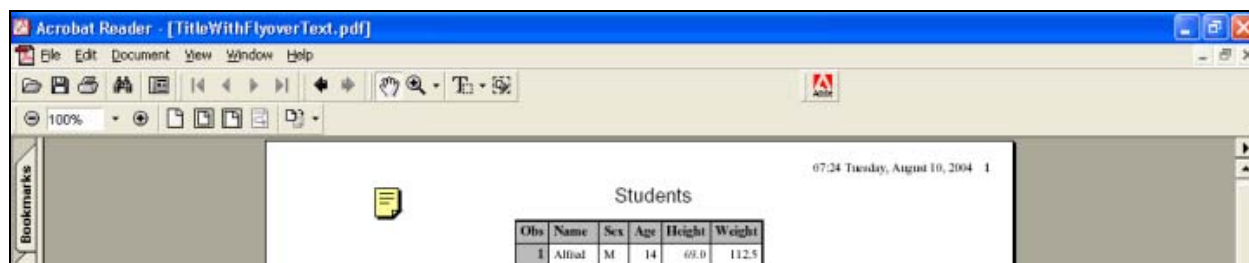 Acrobat Reader - [TitleWithFlyoverText.pdf]
File Edit Document View Window Help
Adobe
100%
Bookmarks
07:24 Tuesday, August 10, 2004 1
Students
Obs Name Sex Age Height Weight
1 Alfred M 14 69.0 112.5